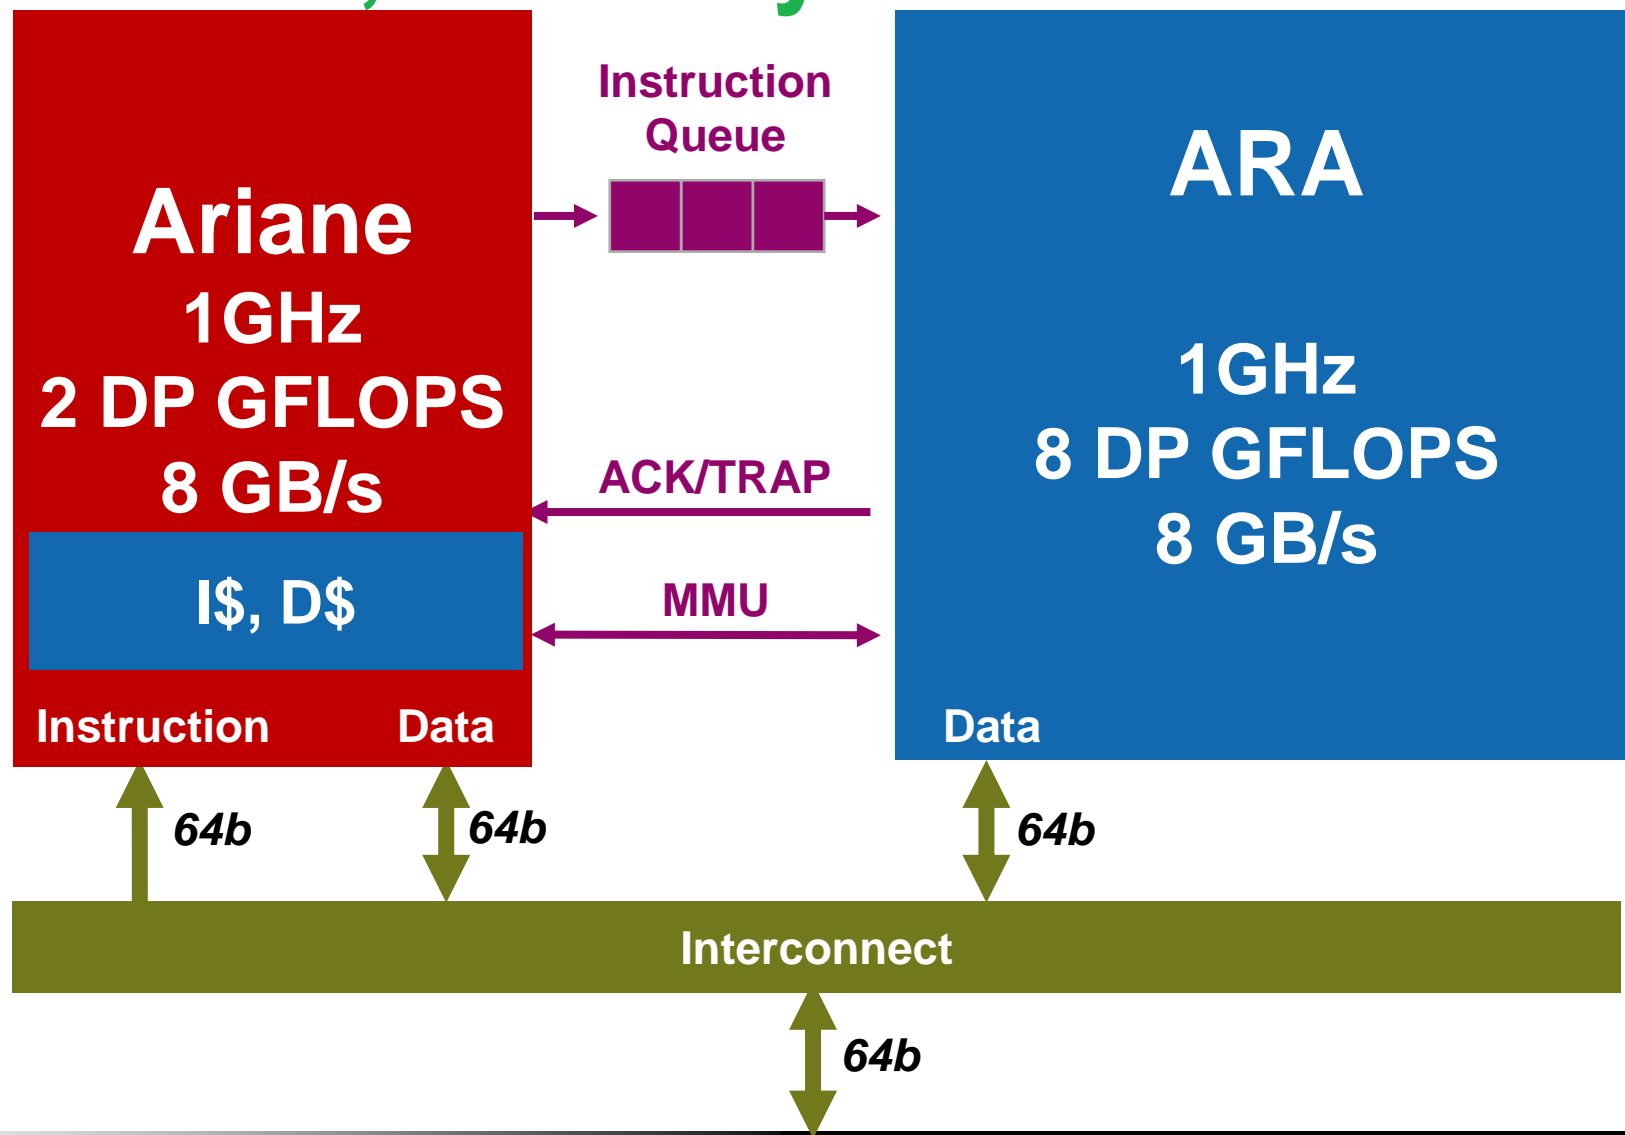 Instruction
Queue
Ariane
1GHz
2 DP GFLOPS
8 GB/s
I$, D$
Instruction
Data
ARA
1GHz
8 DP GFLOPS
8 GB/s
Data
ACK/TRAP
MMU
64b
64b
64b
Interconnect
64b